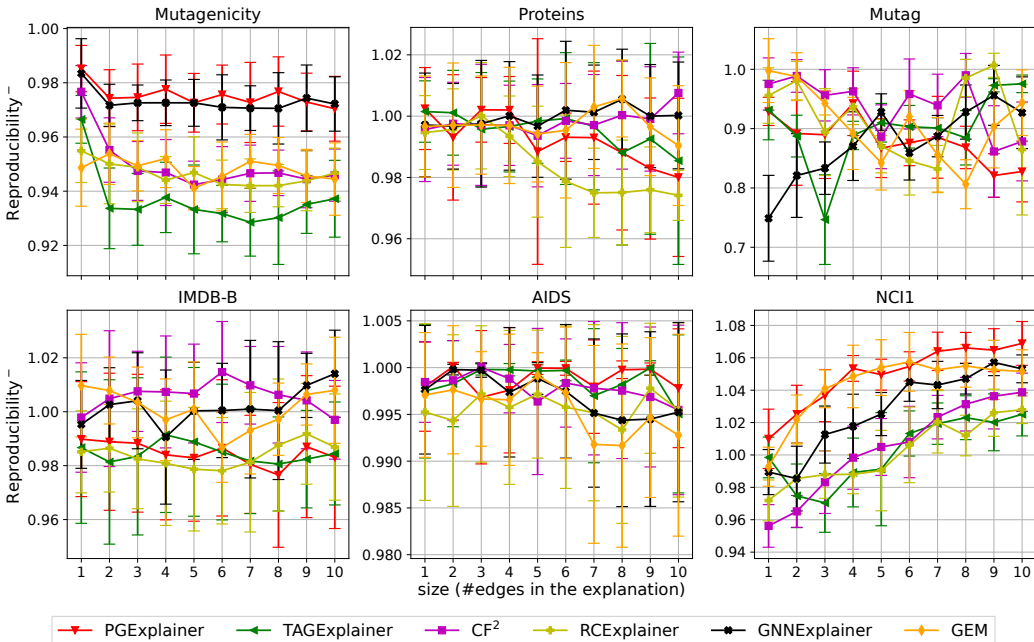 Mutagenicity
Proteins
Mutag
Reproducibility⁻
1.00
0.98
0.96
0.94
0.92
1.02
1.00
0.98
0.96
1.0
0.9
0.8
0.7
IMDB-B
AIDS
NCI1
Reproducibility⁻
1.02
1.00
0.98
0.96
1 2 3 4 5 6 7 8 9 10
1.005
1.000
0.995
0.990
0.985
0.980
1 2 3 4 5 6 7 8 9 10
1.08
1.06
1.04
1.02
1.00
0.98
0.96
0.94
1 2 3 4 5 6 7 8 9 10
size (#edges in the explanation)
PGExplainer TAGExplainer CF² RCExplainer GNNExplainer GEM